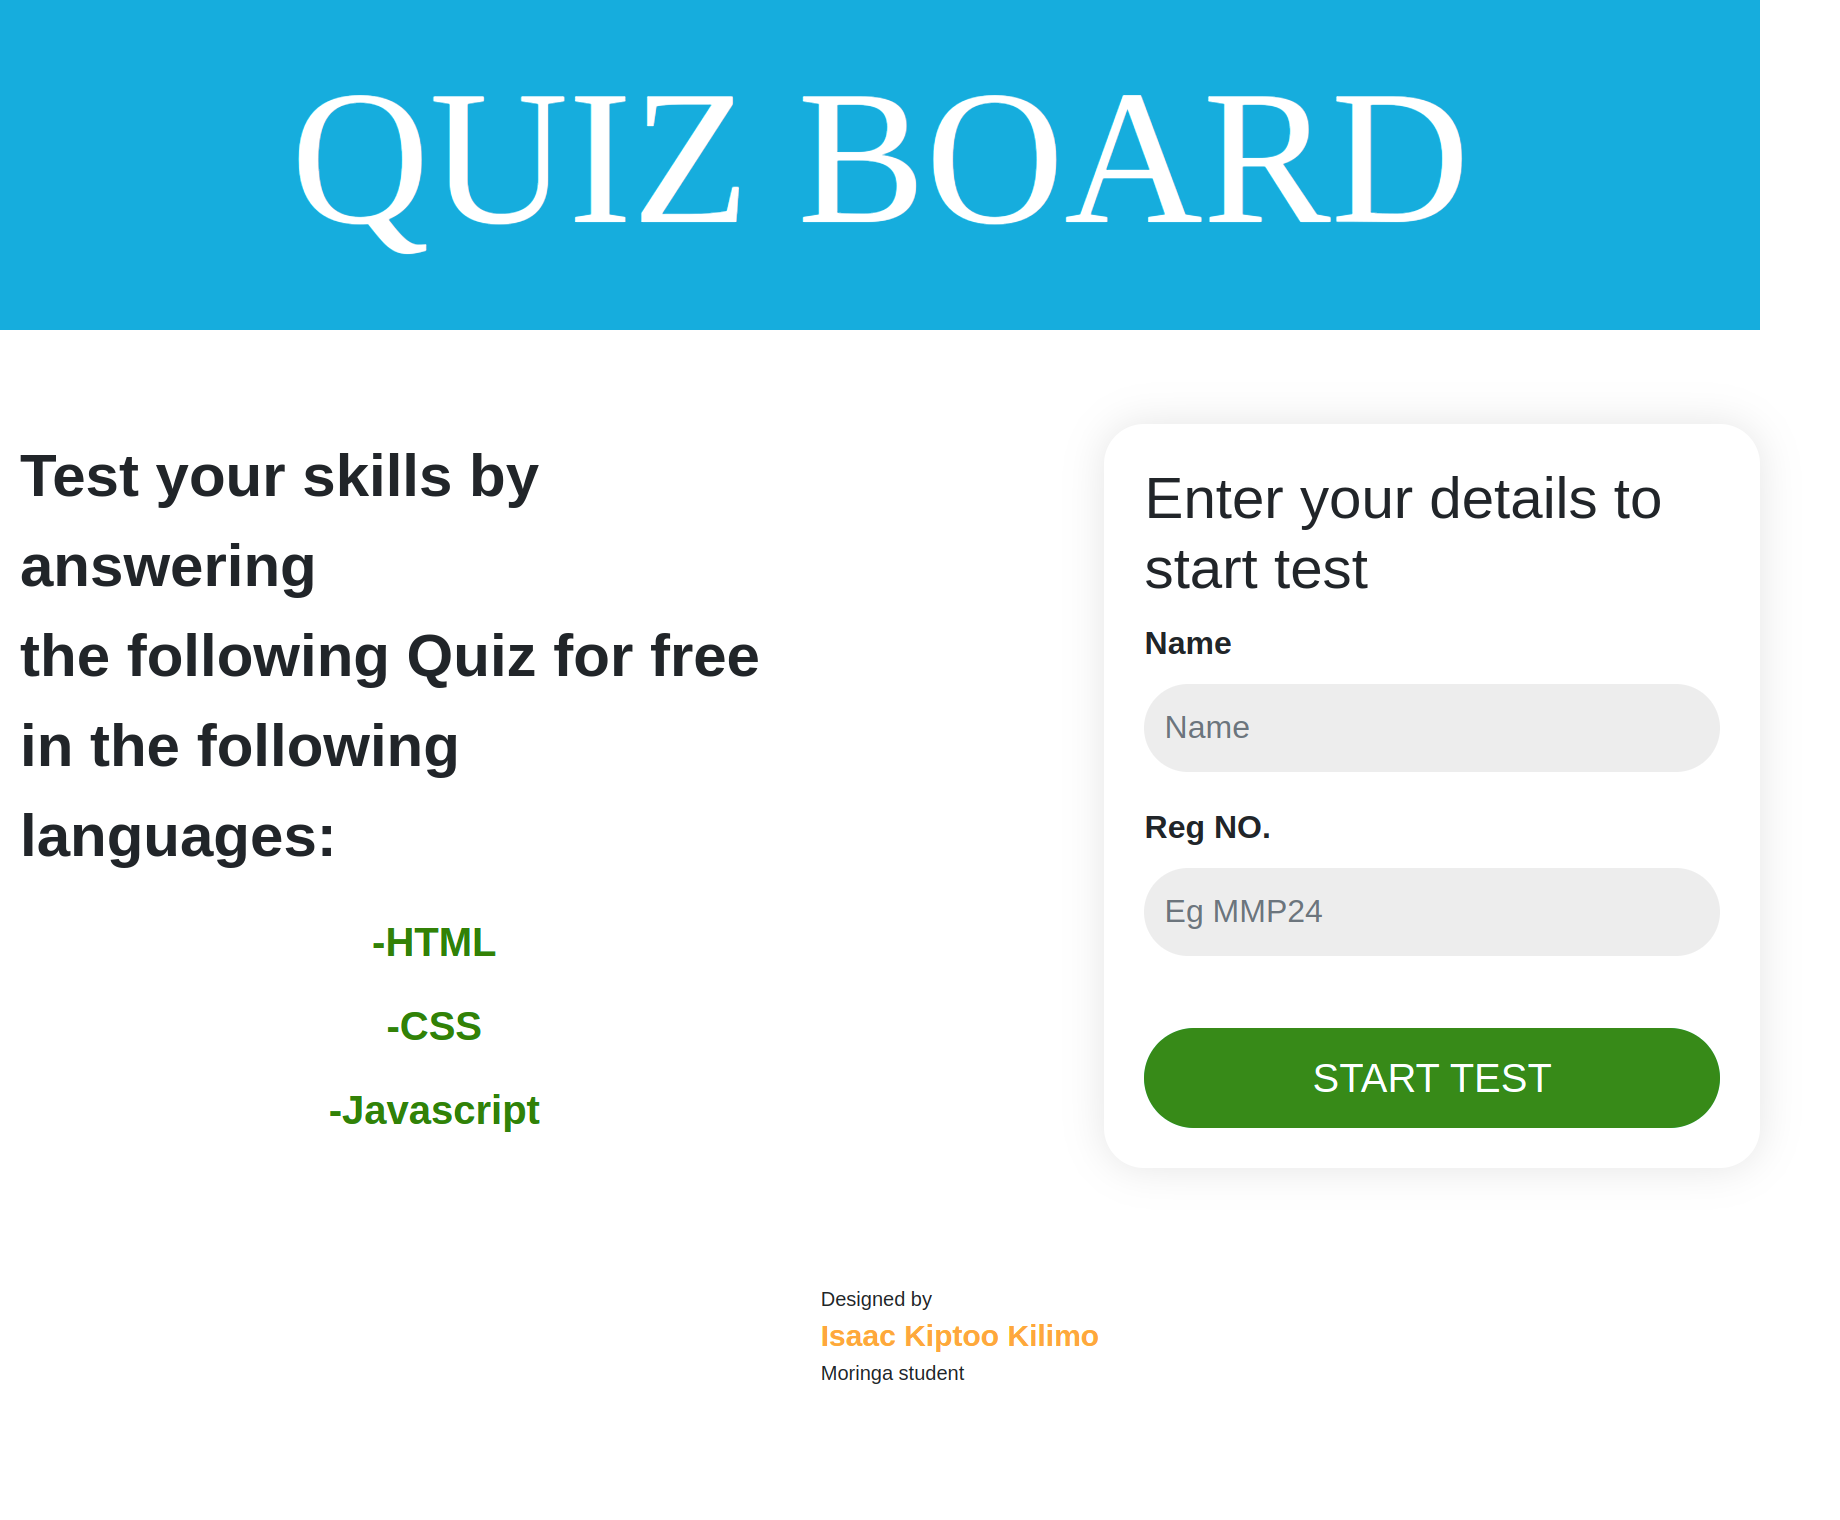 QUIZ BOARD
Test your skills by
answering
the following Quiz for free
in the following
languages:
-HTML
-CSS
-Javascript
Enter your details to
start test
Name
Name
Reg NO.
Eg MMP24
START TEST
Designed by
Isaac Kiptoo Kilimo
Moringa student